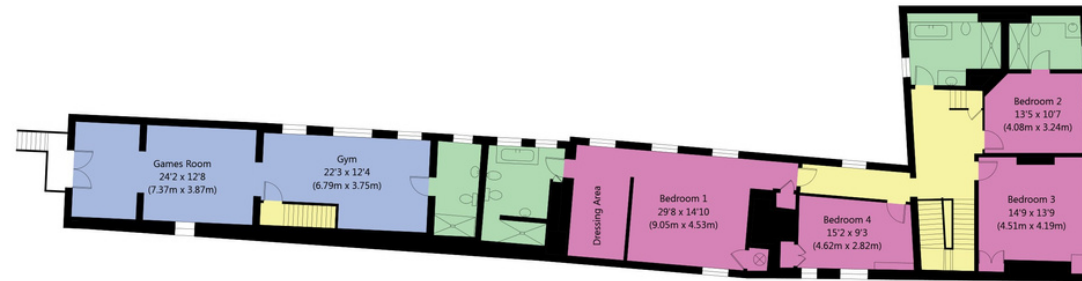 Games Room
24'2 x 12'8
(7.37m x 3.87m)
Gym
22'3 x 12'4
(6.79m x 3.75m)
Dressing Area
Bedroom 1
29'8 x 14'10
(9.05m x 4.53m)
Bedroom 4
15'2 x 9'3
(4.62m x 2.82m)
Bedroom 2
13'5 x 10'7
(4.08m x 3.24m)
Bedroom 3
14'9 x 13'9
(4.51m x 4.19m)